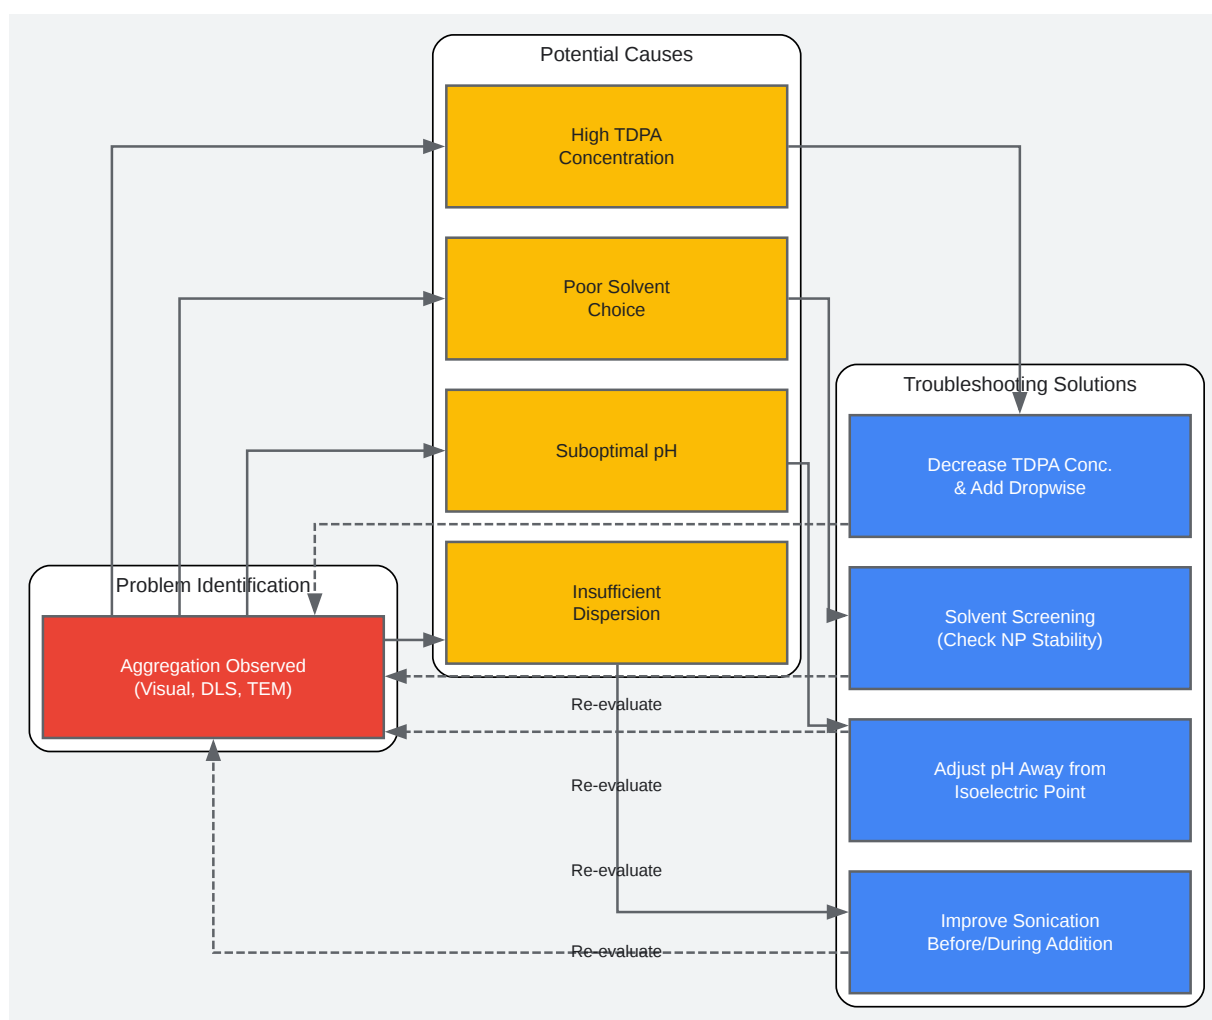 Potential Causes
High TDPA
Concentration
Poor Solvent
Choice
Suboptimal pH
Insufficient
Dispersion
Problem Identification
Aggregation Observed
(Visual, DLS, TEM)
Troubleshooting Solutions
Decrease TDPA Conc.
& Add Dropwise
Solvent Screening
(Check NP Stability)
Adjust pH Away from
Isoelectric Point
Improve Sonication
Before/During Addition
Re-evaluate
Re-evaluate
Re-evaluate
Re-evaluate